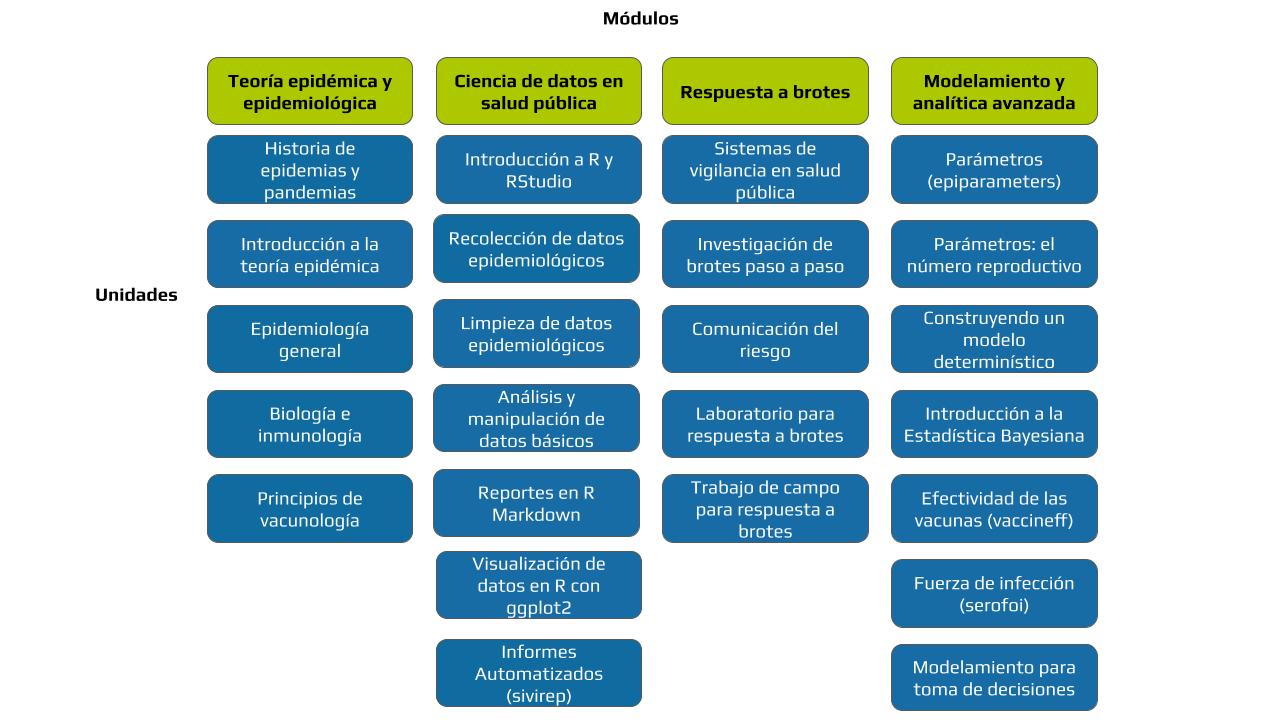 Módulos
Teoría epidémica y
epidemiológica
Historia de
epidemias y
pandemias
Introducción a la
teoría epidémica
Epidemiología
general
Biología e
inmunología
Principios de
vacunología
Ciencia de datos en
salud pública
Introducción a R y
RStudio
Recolección de datos
epidemiológicos
Limpieza de datos
epidemiológicos
Análisis y
manipulación de
datos básicos
Reportes en R
Markdown
Visualización de
datos en R con
ggplot2
Informes
Automatizados
(sivirep)
Respuesta a brotes
Sistemas de
vigilancia en salud
pública
Investigación de
brotes paso a paso
Comunicación del
riesgo
Laboratorio para
respuesta a brotes
Trabajo de campo
para respuesta a
brotes
Modelamiento y
analítica avanzada
Parámetros
(epiparameters)
Parámetros: el
número reproductivo
Construyendo un
modelo
determinístico
Introducción a la
Estadística Bayesiana
Efectividad de las
vacunas (vaccineff)
Fuerza de infección
(serofoi)
Modelamiento para
toma de decisiones
Unidades